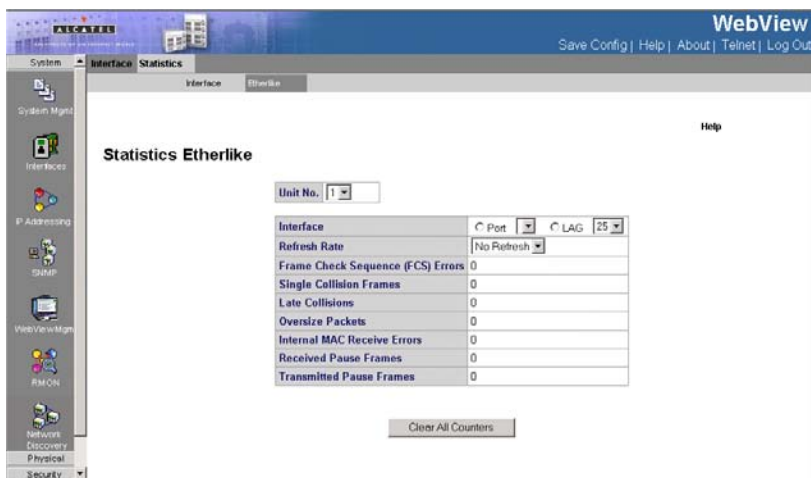 ALCATEL
WebView
Save Config | Help | About | Telnet | Log Out
System
Interface Statistics
Interface Etherlike
System Mgmt
Interfaces
IP Addressing
SNMP
WebViewMgm
RMON
Network
Discovery
Physical
Security
Help
Statistics Etherlike
Unit No. 1
Interface Port LAG 25
Refresh Rate No Refresh
Frame Check Sequence (FCS) Errors 0
Single Collision Frames 0
Late Collisions 0
Oversize Packets 0
Internal MAC Receive Errors 0
Received Pause Frames 0
Transmitted Pause Frames 0
Clear All Counters